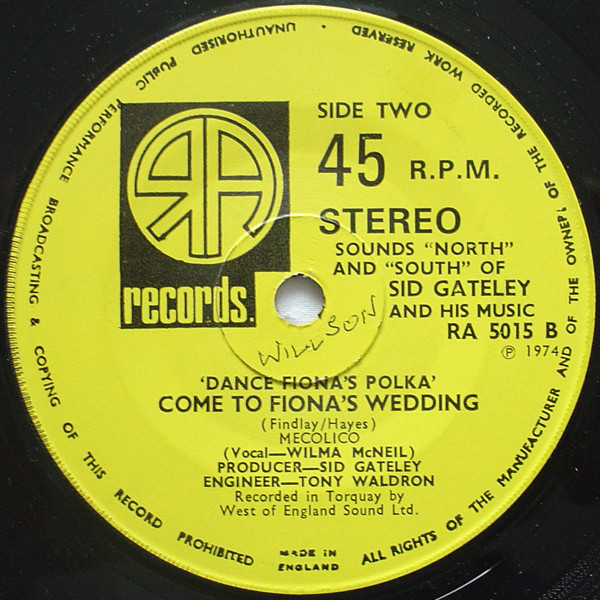 SIDE TWO
45 R.P.M.
STEREO
SOUNDS "NORTH"
AND "SOUTH" OF
SID GATELEY
AND HIS MUSIC
RA 5015 B
Ⓟ 1974
RA
records.
WILLSON
'DANCE FIONA'S POLKA'
COME TO FIONA'S WEDDING
(Findlay/Hayes)
MECOLICO
(Vocal—WILMA McNEIL)
PRODUCER—SID GATELEY
ENGINEER—TONY WALDRON
Recorded in Torquay by
West of England Sound Ltd.
MADE IN
ENGLAND
ALL RIGHTS OF THE MANUFACTURER AND OF THE OWNER OF THE RECORDED WORK RESERVED
UNAUTHORISED PUBLIC PERFORMANCE BROADCASTING & COPYING OF THIS RECORD PROHIBITED